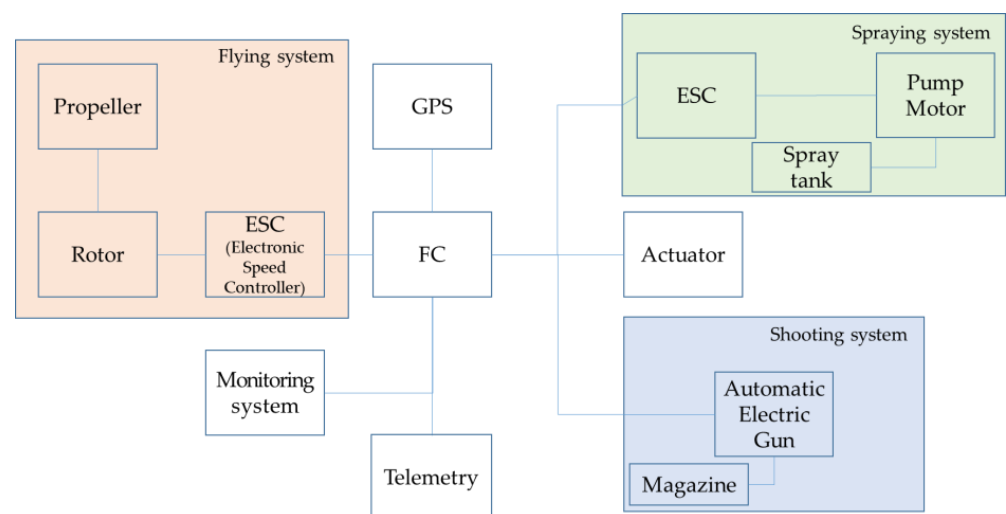 Flying system
Propeller
Rotor
ESC
(Electronic
Speed
Controller)
GPS
FC
Monitoring
system
Telemetry
Spraying system
ESC
Pump
Motor
Spray
tank
Actuator
Shooting system
Automatic
Electric
Gun
Magazine